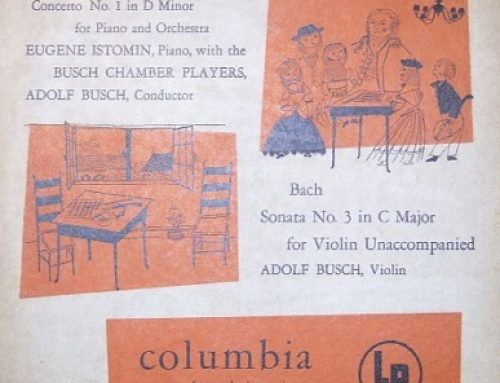 Concerto No. 1 in D Minor
for Piano and Orchestra
EUGENE ISTOMIN, Piano, with the
BUSCH CHAMBER PLAYERS,
ADOLF BUSCH, Conductor
Bach
Sonata No. 3 in C Major
for Violin Unaccompanied
ADOLF BUSCH, Violin
columbia
LP